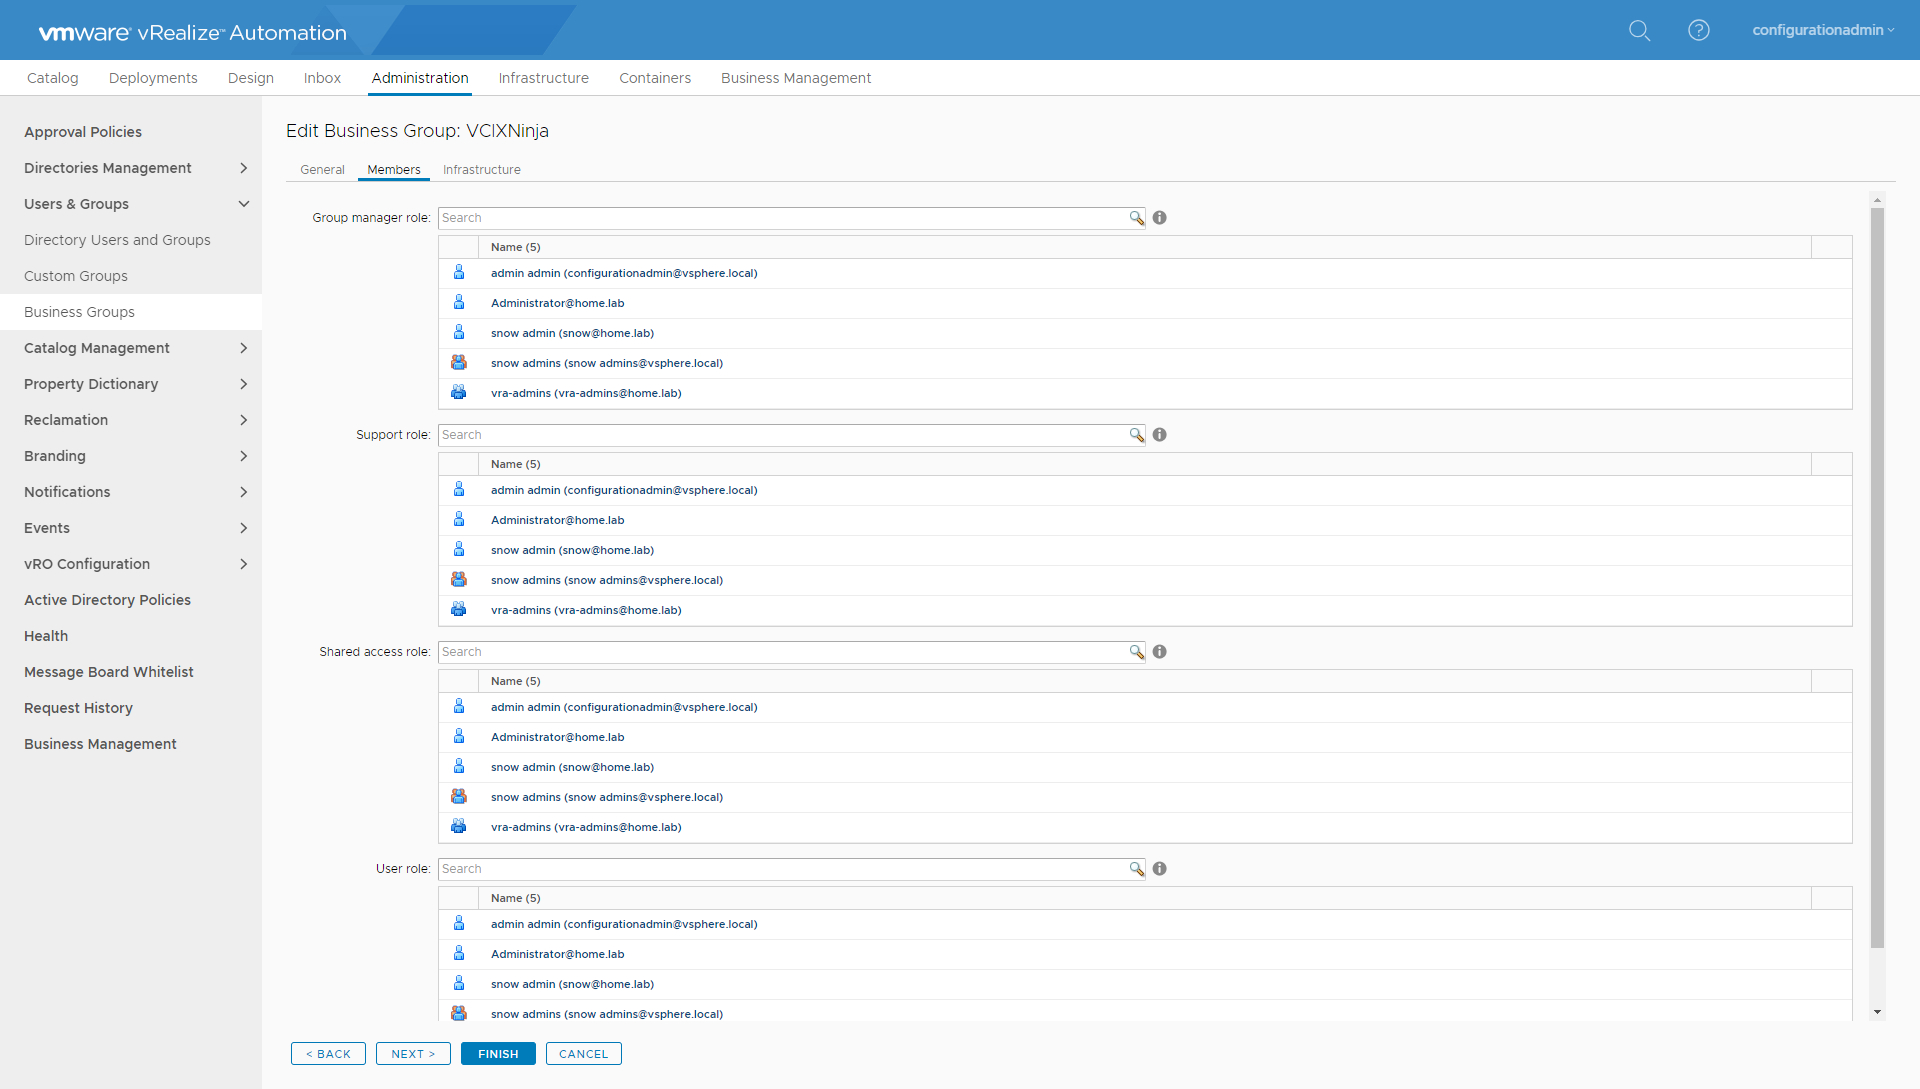 vmware® vRealize™ Automation
configurationadmin
Catalog Deployments Design Inbox Administration Infrastructure Containers Business Management
Approval Policies
Directories Management
Users & Groups
Directory Users and Groups
Custom Groups
Business Groups
Catalog Management
Property Dictionary
Reclamation
Branding
Notifications
Events
vRO Configuration
Active Directory Policies
Health
Message Board Whitelist
Request History
Business Management
Edit Business Group: VCIXNinja
General Members Infrastructure
Group manager role: Search
Name (5)
admin admin (configurationadmin@vsphere.local)
Administrator@home.lab
snow admin (snow@home.lab)
snow admins (snow admins@vsphere.local)
vra-admins (vra-admins@home.lab)
Support role: Search
Name (5)
admin admin (configurationadmin@vsphere.local)
Administrator@home.lab
snow admin (snow@home.lab)
snow admins (snow admins@vsphere.local)
vra-admins (vra-admins@home.lab)
Shared access role: Search
Name (5)
admin admin (configurationadmin@vsphere.local)
Administrator@home.lab
snow admin (snow@home.lab)
snow admins (snow admins@vsphere.local)
vra-admins (vra-admins@home.lab)
User role: Search
Name (5)
admin admin (configurationadmin@vsphere.local)
Administrator@home.lab
snow admin (snow@home.lab)
snow admins (snow admins@vsphere.local)
< BACK NEXT > FINISH CANCEL